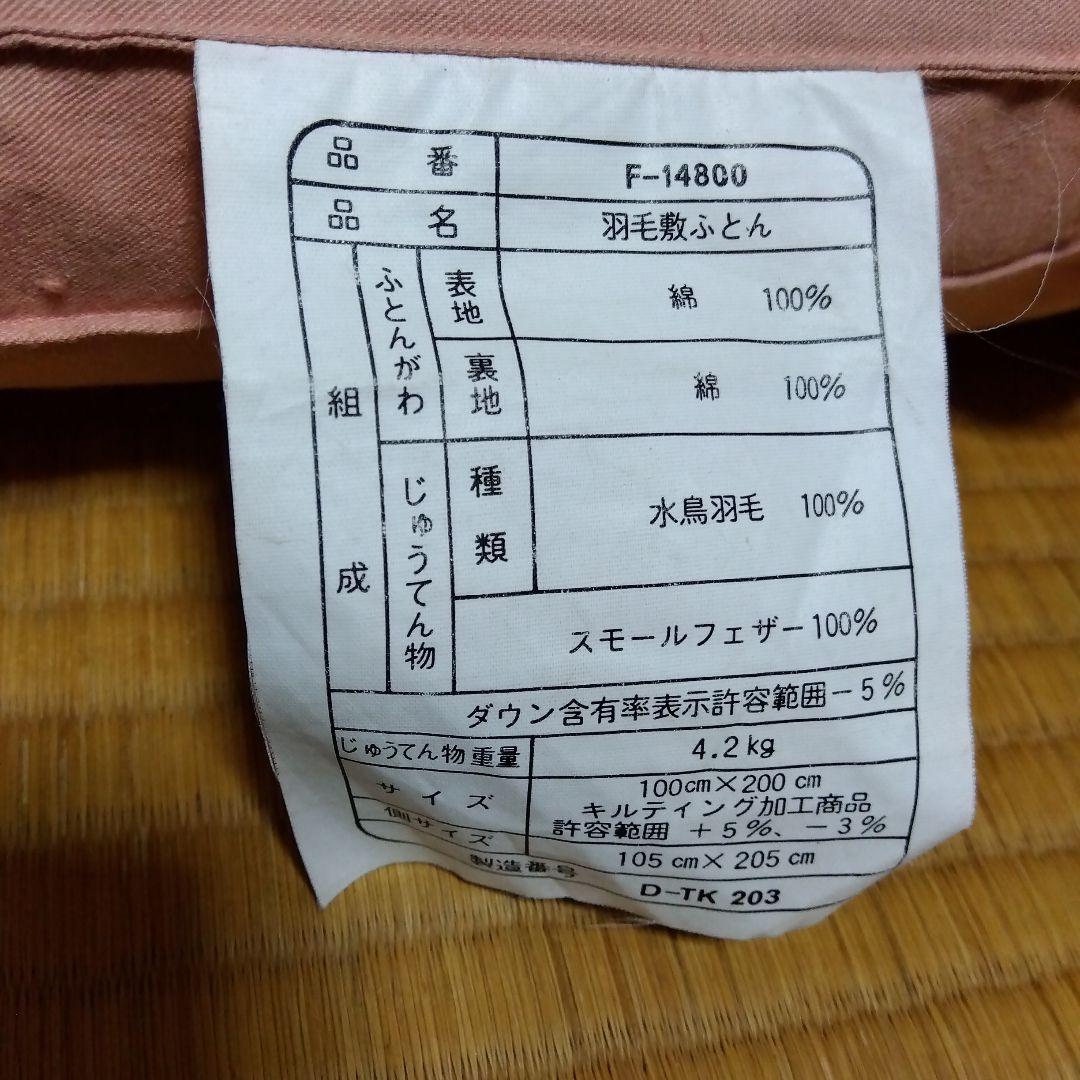 品番 F-14800
品名 羽毛敷ふとん
組成
ふとんがわ
表地 綿 100%
裏地 綿 100%
じゅうてん物
種類 水鳥羽毛 100%
スモールフェザー100%
ダウン含有率表示許容範囲-5%
じゅうてん物重量 4.2kg
サイズ 100cm×200cm
キルティング加工商品
許容範囲 +5%、-3%
側サイズ 105cm×205cm
製造番号 D-TK 203